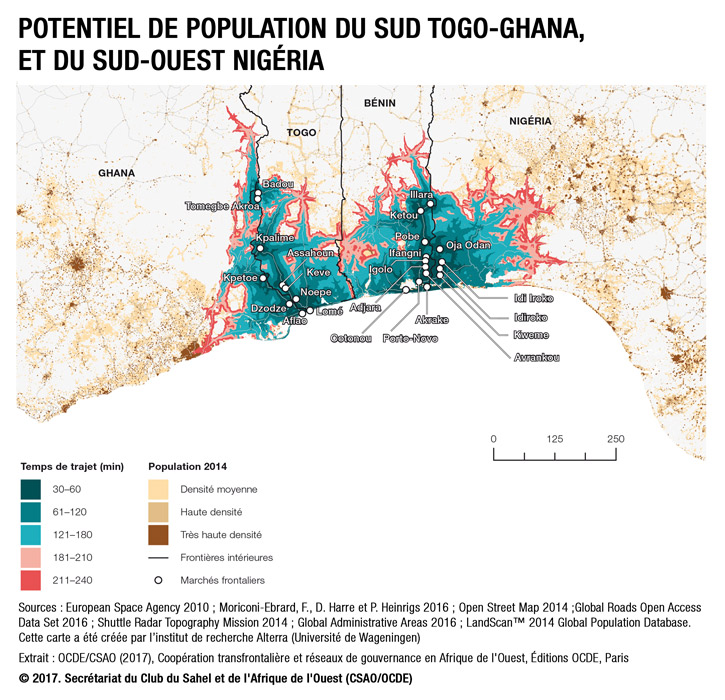 POTENTIEL DE POPULATION DU SUD TOGO-GHANA,
ET DU SUD-OUEST NIGÉRIA
BÉNIN
TOGO
NIGÉRIA
GHANA
Badou
Tomegbe Akroa
Illara
Ketou
Kpalime
Pobe
Oja Odan
Assahoun
Ifangni
Kpetoe
Keve
Igolo
Noepe
Idi Iroko
Dzodze
Lomé
Adjara
Aflao
Akrake
Idiroko
Cotonou
Porto-Novo
Kweme
Avrankou
0 125 250
Temps de trajet (min)
30–60
61–120
121–180
181–210
211–240
Population 2014
Densité moyenne
Haute densité
Très haute densité
Frontières intérieures
Marchés frontaliers
Sources : European Space Agency 2010 ; Moriconi-Ebrard, F., D. Harre et P. Heinrigs 2016 ; Open Street Map 2014 ;Global Roads Open Access
Data Set 2016 ; Shuttle Radar Topography Mission 2014 ; Global Administrative Areas 2016 ; LandScan™ 2014 Global Population Database.
Cette carte a été créée par l’institut de recherche Alterra (Université de Wageningen)
Extrait : OCDE/CSAO (2017), Coopération transfrontalière et réseaux de gouvernance en Afrique de l'Ouest, Éditions OCDE, Paris
© 2017. Secrétariat du Club du Sahel et de l'Afrique de l'Ouest (CSAO/OCDE)